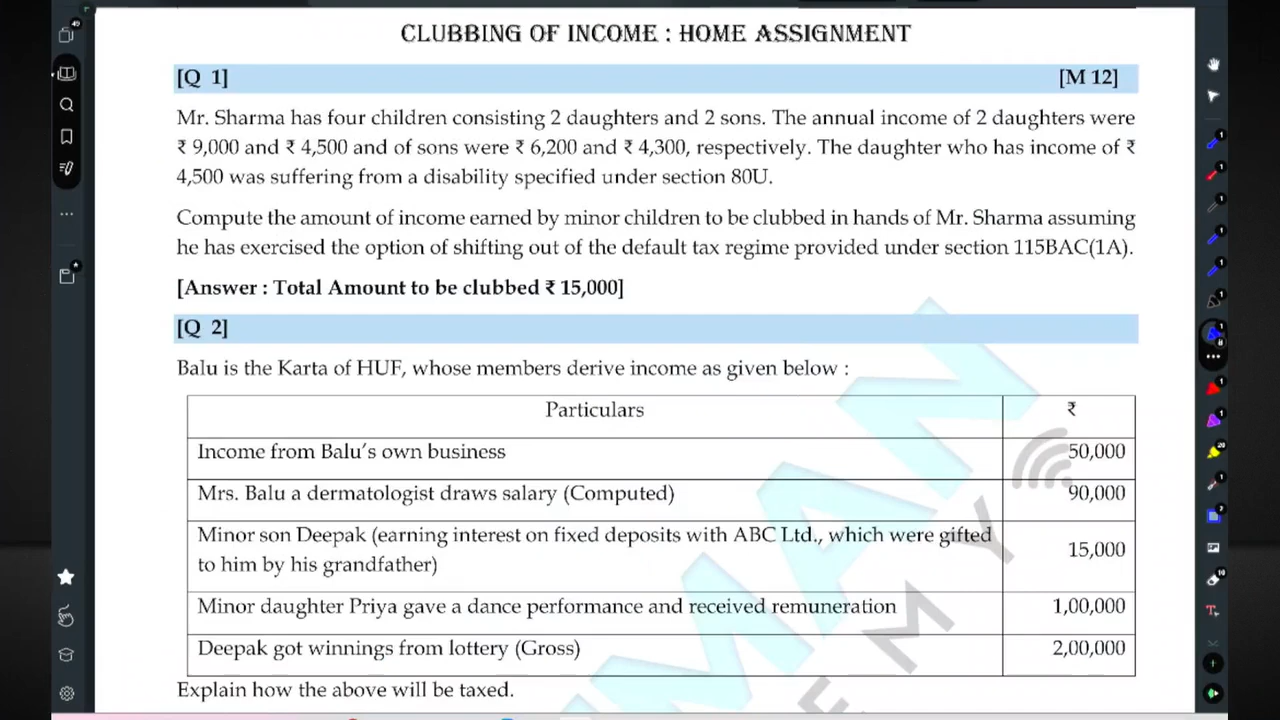 CLUBBING OF INCOME : HOME ASSIGNMENT
[Q 1] [M 12]
Mr. Sharma has four children consisting 2 daughters and 2 sons. The annual income of 2 daughters were
₹ 9,000 and ₹ 4,500 and of sons were ₹ 6,200 and ₹ 4,300, respectively. The daughter who has income of ₹
4,500 was suffering from a disability specified under section 80U.
Compute the amount of income earned by minor children to be clubbed in hands of Mr. Sharma assuming
he has exercised the option of shifting out of the default tax regime provided under section 115BAC(1A).
[Answer : Total Amount to be clubbed ₹ 15,000]
[Q 2]
Balu is the Karta of HUF, whose members derive income as given below :
Particulars ₹
Income from Balu's own business 50,000
Mrs. Balu a dermatologist draws salary (Computed) 90,000
Minor son Deepak (earning interest on fixed deposits with ABC Ltd., which were gifted
to him by his grandfather) 15,000
Minor daughter Priya gave a dance performance and received remuneration 1,00,000
Deepak got winnings from lottery (Gross) 2,00,000
Explain how the above will be taxed.